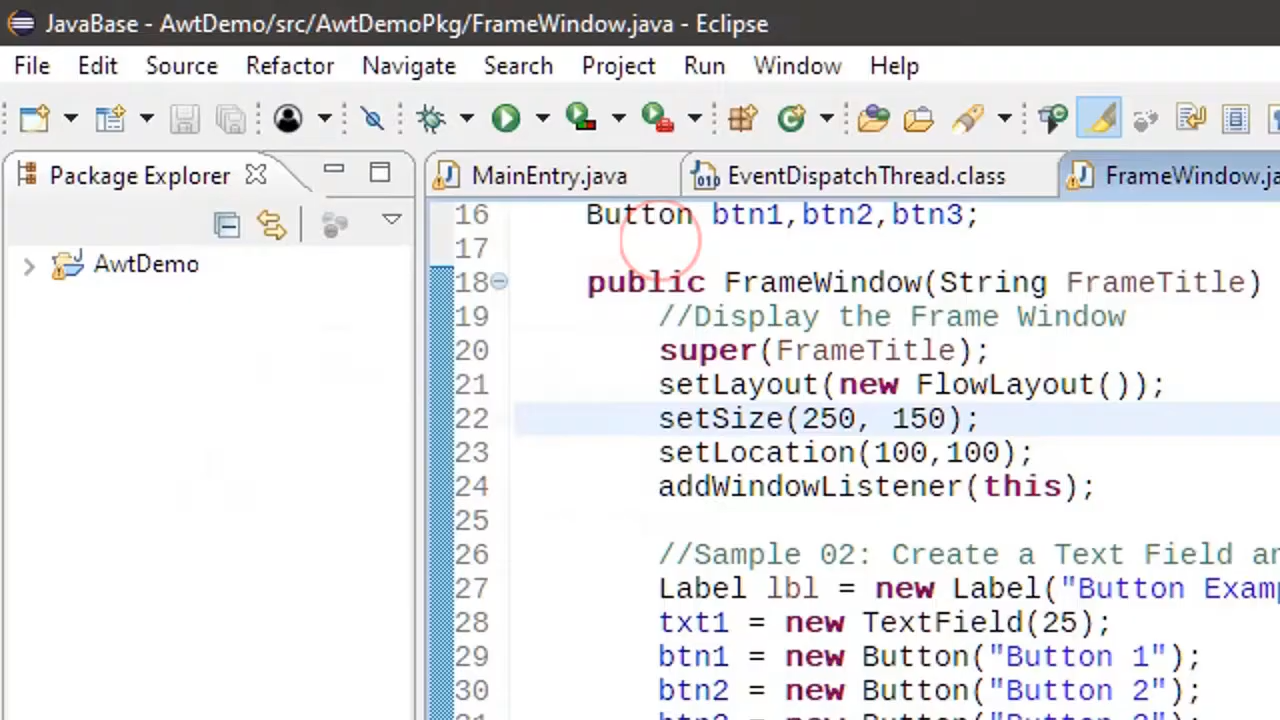 JavaBase - AwtDemo/src/AwtDemoPkg/FrameWindow.java - Eclipse
File Edit Source Refactor Navigate Search Project Run Window Help
Package Explorer
MainEntry.java
EventDispatchThread.class
FrameWindow.ja
AwtDemo
16 Button btn1,btn2,btn3;
17
18 public FrameWindow(String FrameTitle)
19 //Display the Frame Window
20 super(FrameTitle);
21 setLayout(new FlowLayout());
22 setSize(250, 150);
23 setLocation(100,100);
24 addWindowListener(this);
25
26 //Sample 02: Create a Text Field an
27 Label lbl = new Label("Button Examp
28 txt1 = new TextField(25);
29 btn1 = new Button("Button 1");
30 btn2 = new Button("Button 2");